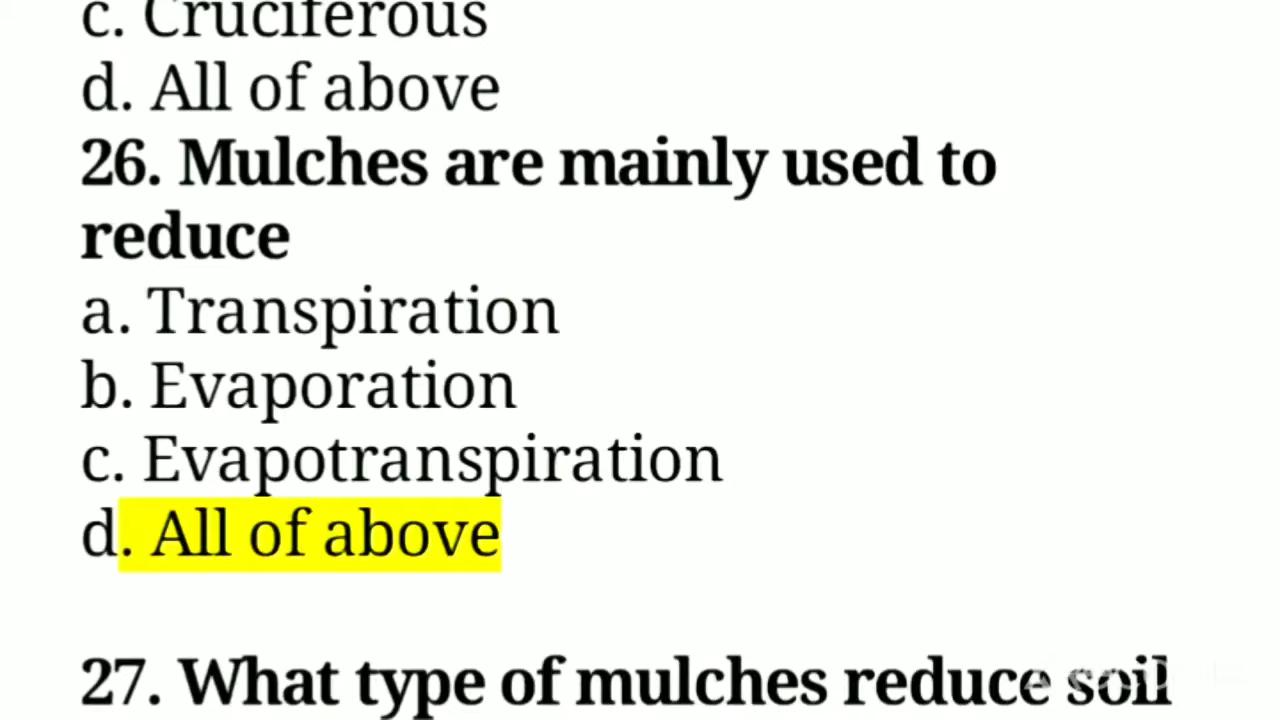 c. Cruciferous
d. All of above
26. Mulches are mainly used to
reduce
a. Transpiration
b. Evaporation
c. Evapotranspiration
d. All of above
27. What type of mulches reduce soil